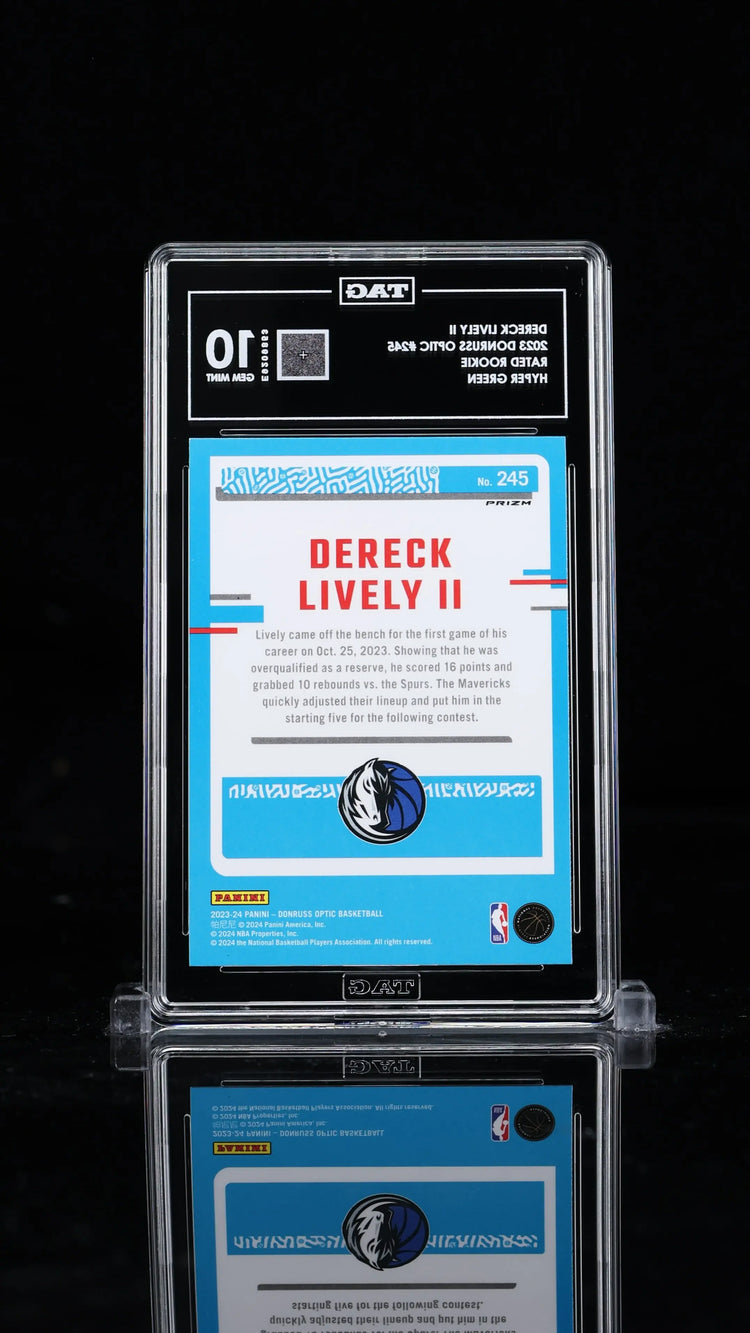 TAG
DERECK LIVELY II
2023 DONRUSS OPTIC #245
RATED ROOKIE
HYPER GREEN
10
GEM MINT
No. 245
PRIZM
DERECK
LIVELY II
Lively came off the bench for the first game of his
career on Oct. 25, 2023. Showing that he was
overqualified as a reserve, he scored 16 points and
grabbed 10 rebounds vs. the Spurs. The Mavericks
quickly adjusted their lineup and put him in the
starting five for the following contest.
PANINI
2023-24 PANINI – DONRUSS OPTIC BASKETBALL
帕尼尼 © 2024 Panini America, Inc.
© 2024 NBA Properties, Inc.
© 2024 the National Basketball Players Association. All rights reserved.
NBA
TAG